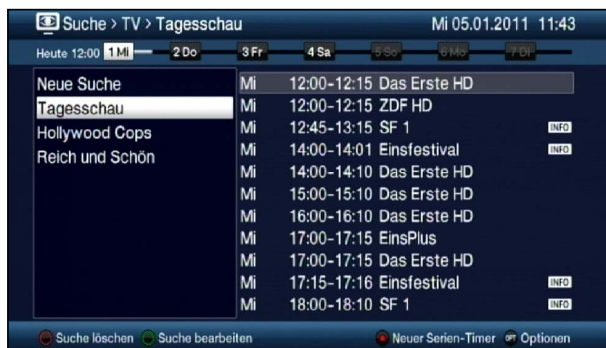 Suche > TV > Tagesschau Mi 05.01.2011 11:43
Heute 12:00 1 Mi 2 Do 3 Fr 4 Sa 5 So 6 Mo 7 Di
Neue Suche
Tagesschau
Hollywood Cops
Reich und Schön
Mi 12:00-12:15 Das Erste HD
Mi 12:00-12:15 ZDF HD
Mi 12:45-13:15 SF 1 INFO
Mi 14:00-14:01 Einsfestival INFO
Mi 14:00-14:10 Das Erste HD
Mi 15:00-15:10 Das Erste HD
Mi 16:00-16:10 Das Erste HD
Mi 17:00-17:15 EinsPlus
Mi 17:00-17:15 Das Erste HD
Mi 17:15-17:16 Einsfestival INFO
Mi 18:00-18:10 SF 1 INFO
Suche löschen Suche bearbeiten Neuer Serien-Timer OPT Optionen